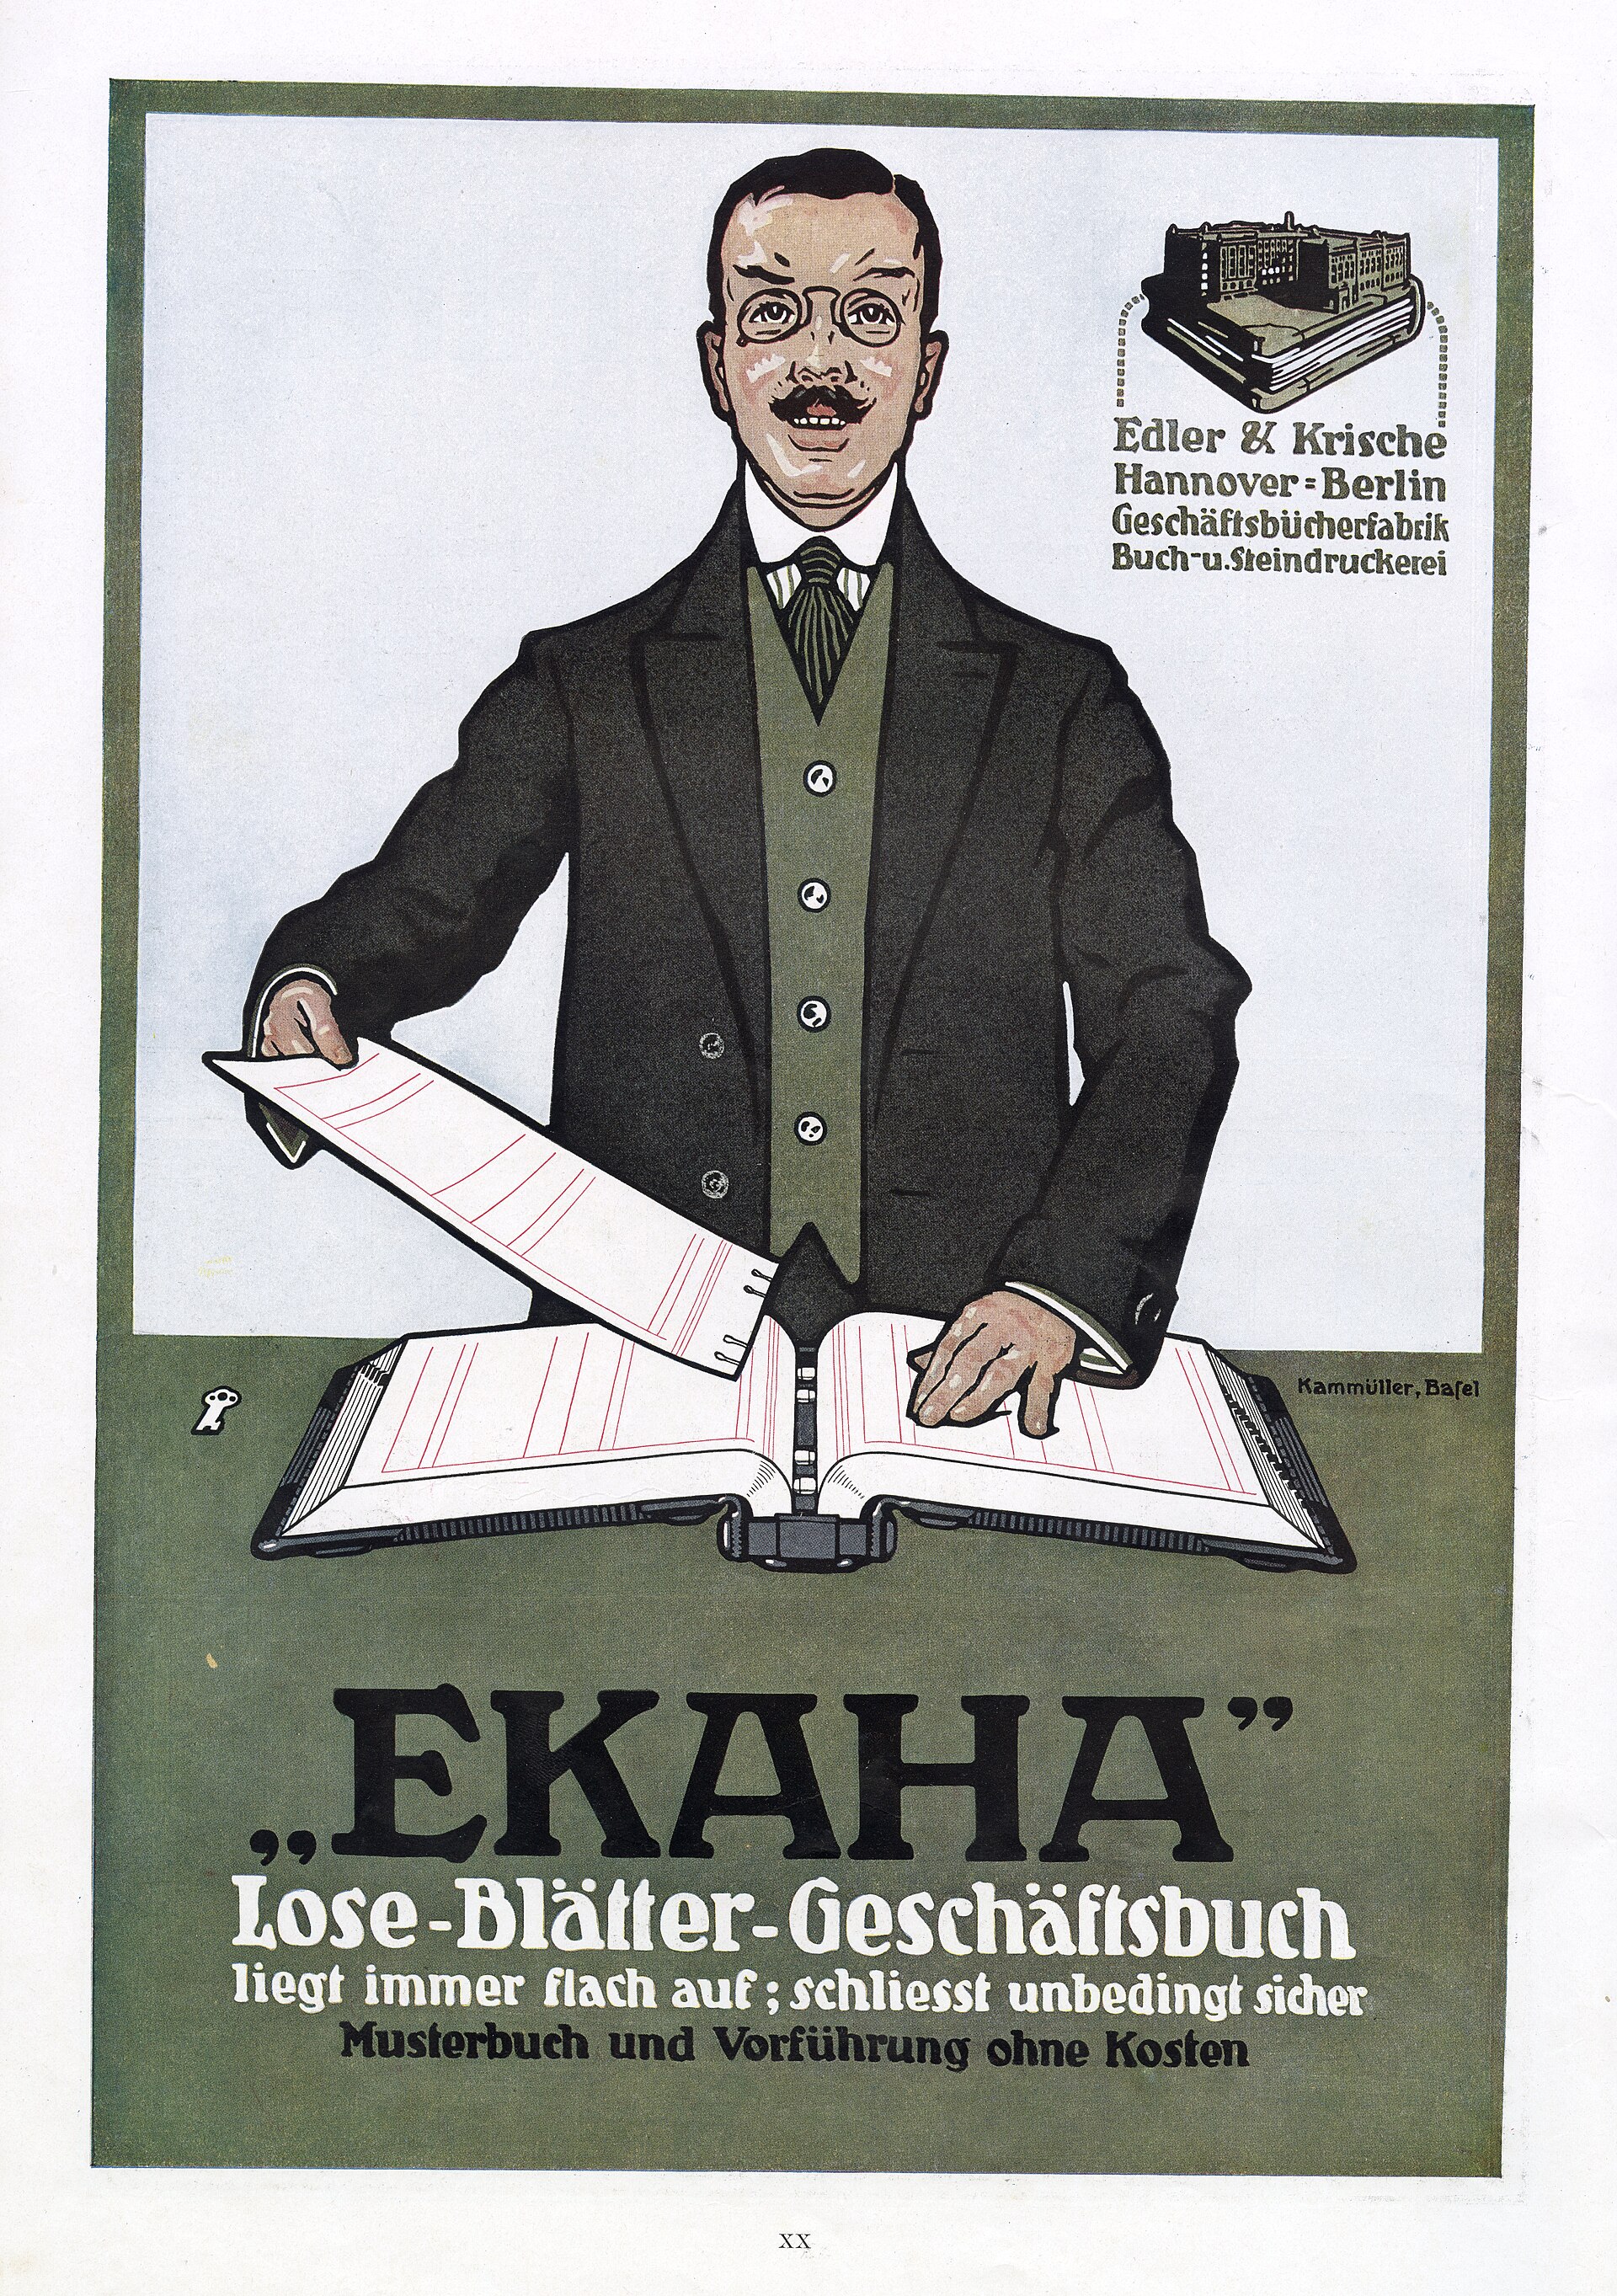 Edler & Krische
Hannover=Berlin
Geschäftsbücherfabrik
Buch-u.Steindruckerei
Kammüller, Baſel
„EKAHA”
Lose-Blätter-Geschäftsbuch
liegt immer flach auf; schliesst unbedingt sicher
Musterbuch und Vorführung ohne Kosten
XX